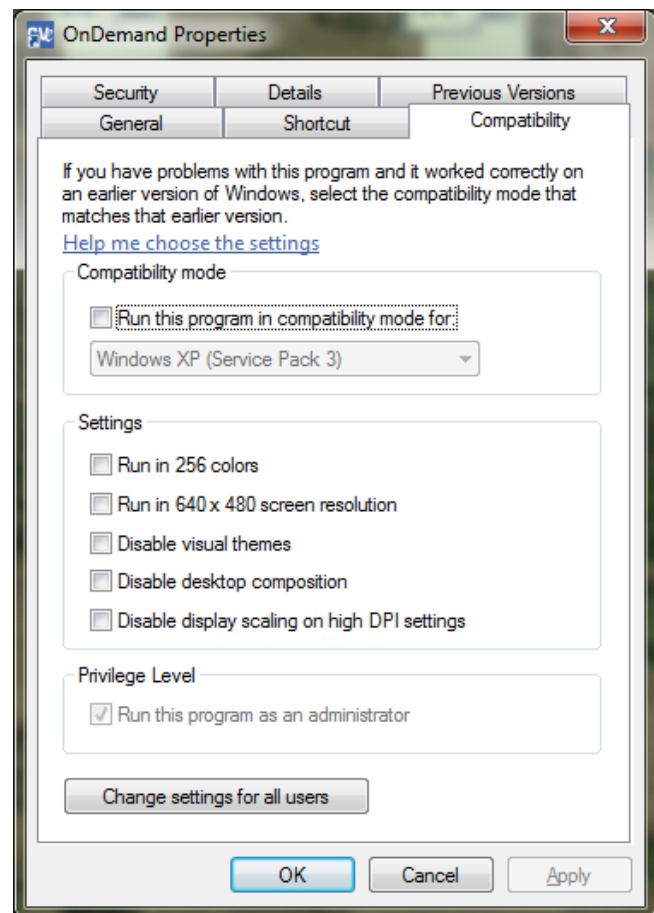 OnDemand Properties
Security Details Previous Versions
General Shortcut Compatibility
If you have problems with this program and it worked correctly on
an earlier version of Windows, select the compatibility mode that
matches that earlier version.
Help me choose the settings
Compatibility mode
Run this program in compatibility mode for:
Windows XP (Service Pack 3)
Settings
Run in 256 colors
Run in 640 x 480 screen resolution
Disable visual themes
Disable desktop composition
Disable display scaling on high DPI settings
Privilege Level
Run this program as an administrator
Change settings for all users
OK Cancel Apply